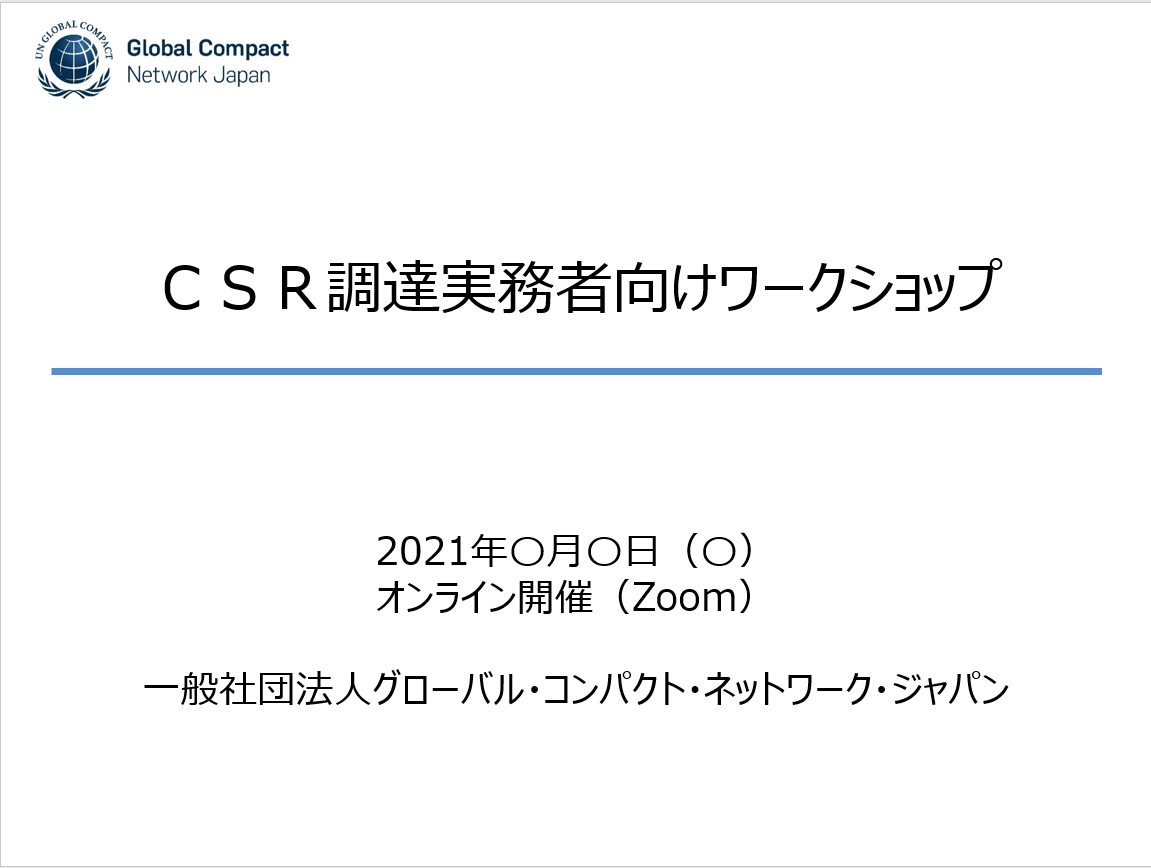 UN GLOBAL COMPACT
Global Compact
Network Japan
ＣＳＲ調達実務者向けワークショップ
2021年〇月〇日（〇）
オンライン開催（Zoom）
一般社団法人グローバル・コンパクト・ネットワーク・ジャパン